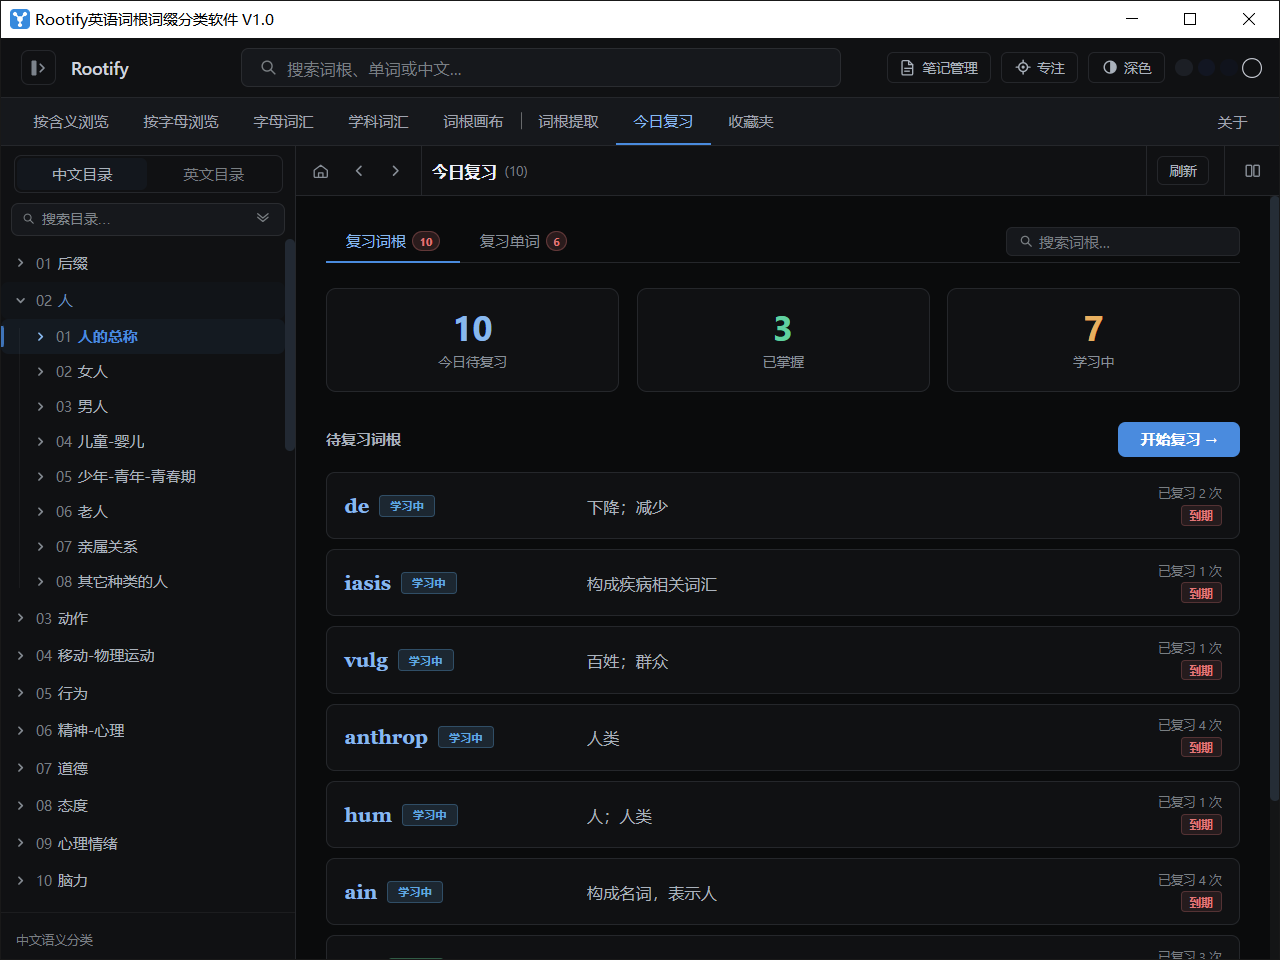 Rootify英语词根词缀分类软件 V1.0
Rootify
搜索词根、单词或中文...
笔记管理
专注
深色
按含义浏览
按字母浏览
字母词汇
学科词汇
词根画布
词根提取
今日复习
收藏夹
关于
中文目录
英文目录
搜索目录...
01 后缀
02 人
01 人的总称
02 女人
03 男人
04 儿童-婴儿
05 少年-青年-青春期
06 老人
07 亲属关系
08 其它种类的人
03 动作
04 移动-物理运动
05 行为
06 精神-心理
07 道德
08 态度
09 心理情绪
10 脑力
中文语义分类
今日复习 (10)
刷新
复习词根 10
复习单词 6
搜索词根...
10
今日待复习
3
已掌握
7
学习中
待复习词根
开始复习 →
de 学习中
下降；减少
已复习 2 次
到期
iasis 学习中
构成疾病相关词汇
已复习 1 次
到期
vulg 学习中
百姓；群众
已复习 1 次
到期
anthrop 学习中
人类
已复习 4 次
到期
hum 学习中
人；人类
已复习 1 次
到期
ain 学习中
构成名词，表示人
已复习 4 次
到期
已复习 3 次